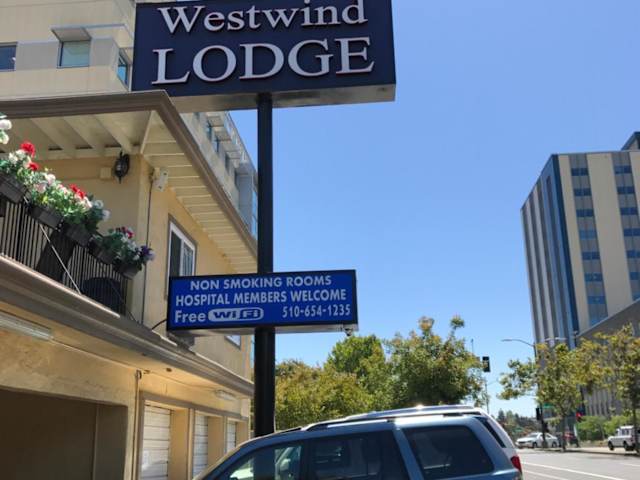 Westwind
LODGE
NON SMOKING ROOMS
HOSPITAL MEMBERS WELCOME
Free WiFi 510-654-1235